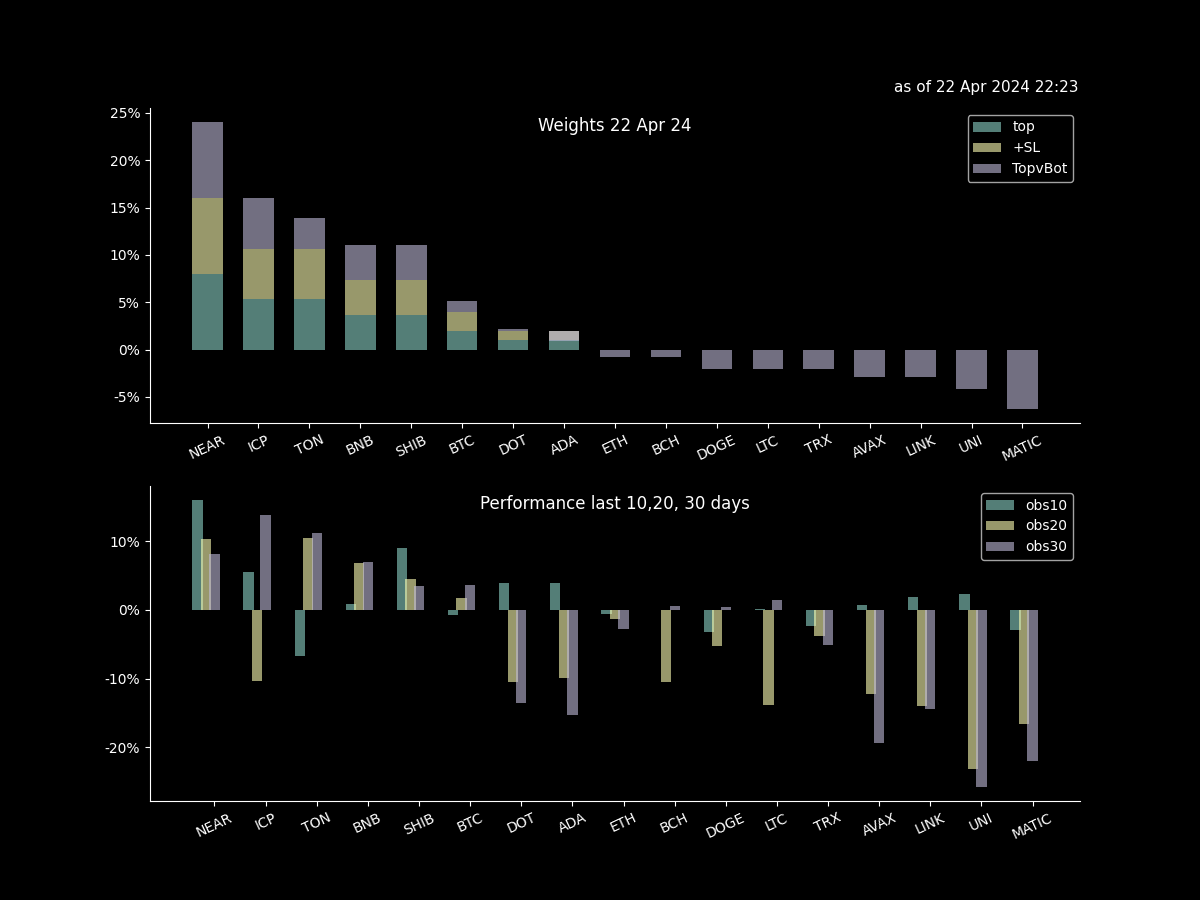 as of 22 Apr 2024 22:23
Weights 22 Apr 24
top
+SL
TopvBot
25%
20%
15%
10%
5%
0%
-5%
NEAR ICP TON BNB SHIB BTC DOT ADA ETH BCH DOGE LTC TRX AVAX LINK UNI MATIC
Performance last 10,20, 30 days
obs10
obs20
obs30
10%
0%
-10%
-20%
NEAR ICP TON BNB SHIB BTC DOT ADA ETH BCH DOGE LTC TRX AVAX LINK UNI MATIC